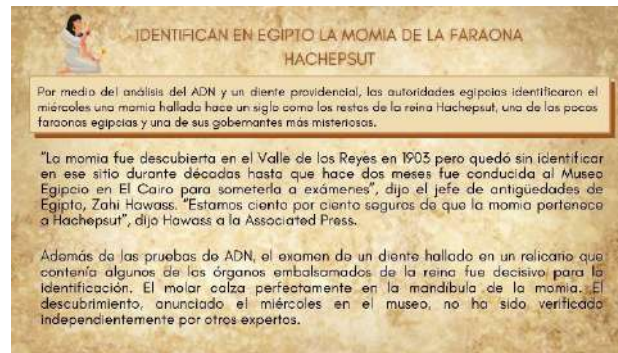 IDENTIFICAN EN EGIPTO LA MOMIA DE LA FARAONA
HACHEPSUT
Por medio del análisis del ADN y un diente providencial, las autoridades egipcias identificaron el
miércoles una momia hallada hace un siglo como los restos de la reina Hachepsut, una de las pocas
faraonas egipcias y una de sus gobernantes más misteriosas.
"La momia fue descubierta en el Valle de los Reyes en 1903 pero quedó sin identificar
en ese sitio durante décadas hasta que hace dos meses fue conducida al Museo
Egipcio en El Cairo para someterla a exámenes", dijo el jefe de antigüedades de
Egipto, Zahi Hawass. "Estamos ciento por ciento seguros de que la momia pertenece
a Hachepsut", dijo Hawass a la Associated Press.
Además de las pruebas de ADN, el examen de un diente hallado en un relicario que
contenía algunos de los órganos embalsamados de la reina fue decisivo para la
identificación. El molar calza perfectamente en la mandíbula de la momia. El
descubrimiento, anunciado el miércoles en el museo, no ha sido verificado
independientemente por otros expertos.